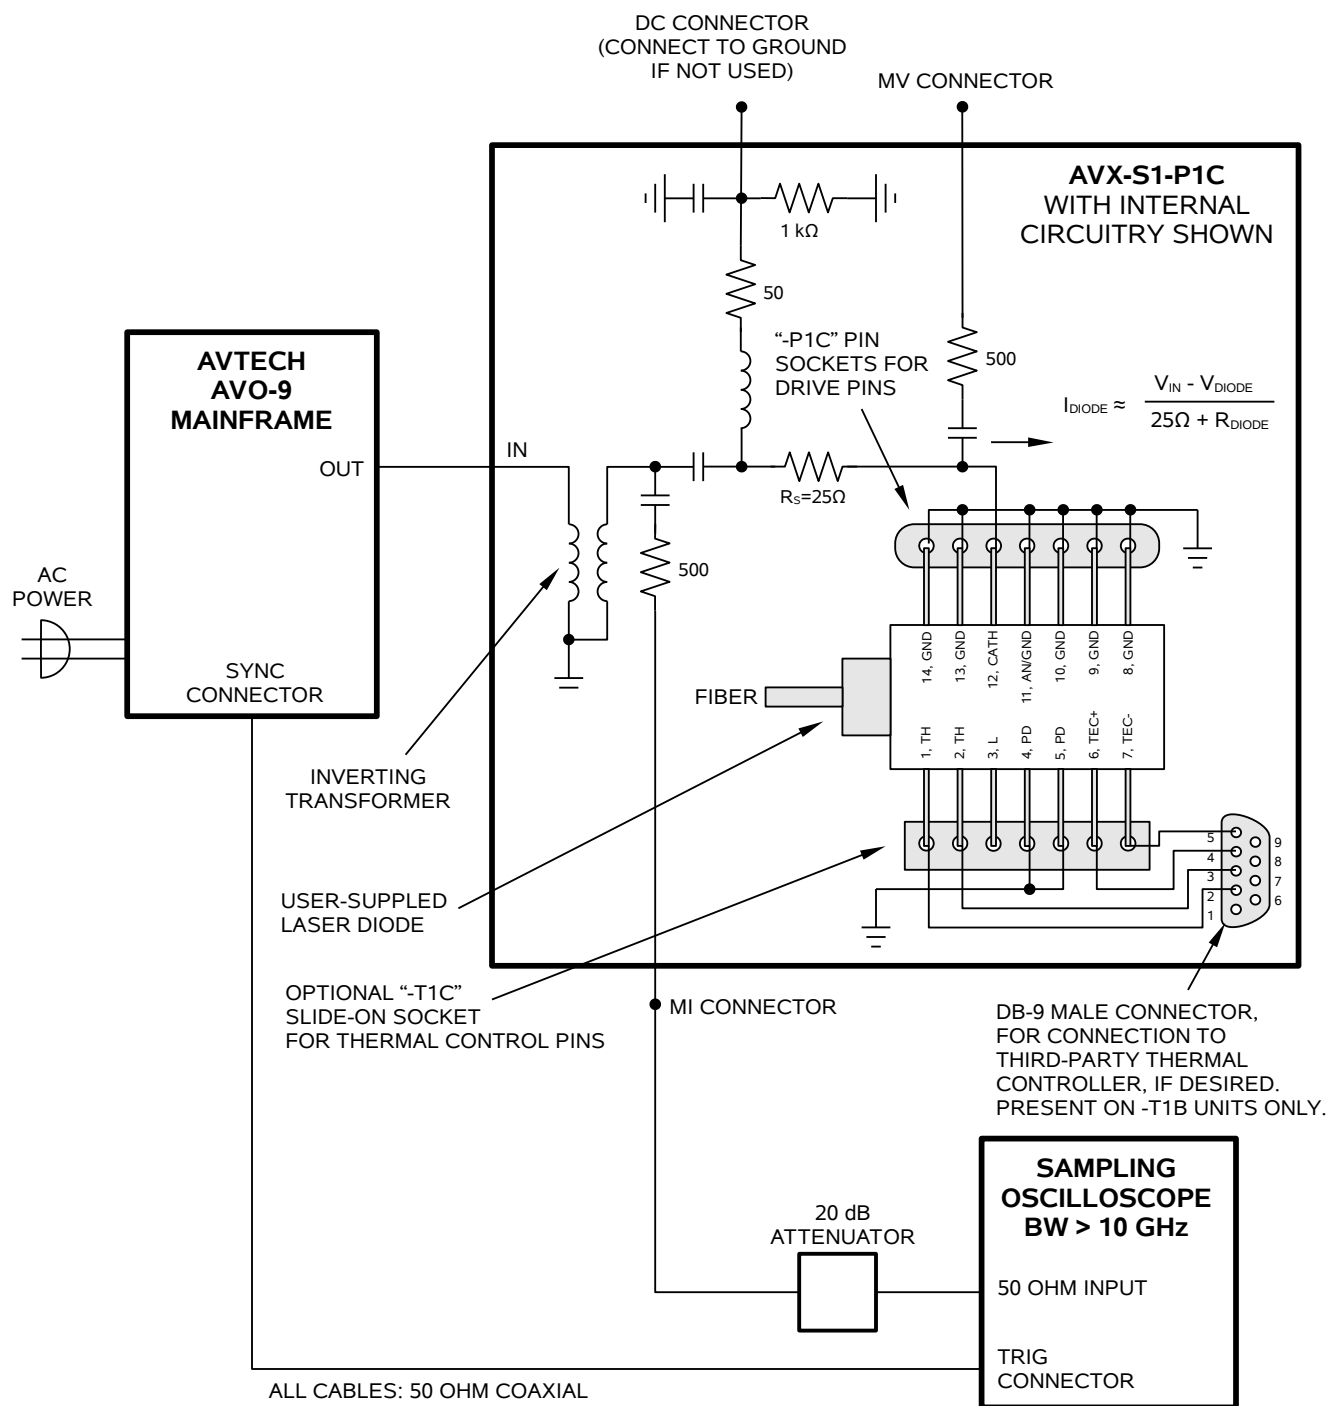 DC CONNECTOR
(CONNECT TO GROUND
IF NOT USED)
MV CONNECTOR
AVX-S1-P1C
WITH INTERNAL
CIRCUITRY SHOWN
1 kΩ
50
“-P1C” PIN
SOCKETS FOR
DRIVE PINS
500
I_DIODE ≈ V_IN - V_DIODE
25Ω + R_DIODE
AVTECH
AVO-9
MAINFRAME
OUT
IN
R_S=25Ω
500
AC
POWER
SYNC
CONNECTOR
14, GND
13, GND
12, CATH
11, AN/GND
10, GND
9, GND
8, GND
FIBER
1, TH
2, TH
3, L
4, PD
5, PD
6, TEC+
7, TEC-
INVERTING
TRANSFORMER
5
4
3
2
1
9
8
7
6
USER-SUPPLED
LASER DIODE
OPTIONAL “-T1C”
SLIDE-ON SOCKET
FOR THERMAL CONTROL PINS
MI CONNECTOR
DB-9 MALE CONNECTOR,
FOR CONNECTION TO
THIRD-PARTY THERMAL
CONTROLLER, IF DESIRED.
PRESENT ON -T1B UNITS ONLY.
20 dB
ATTENUATOR
SAMPLING
OSCILLOSCOPE
BW > 10 GHz
50 OHM INPUT
TRIG
CONNECTOR
ALL CABLES: 50 OHM COAXIAL